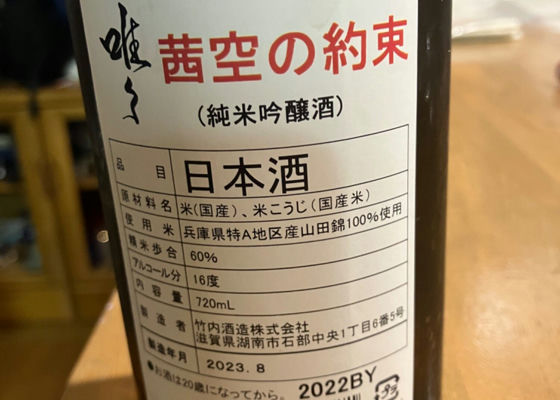 唯々
茜空の約束
(純米吟醸酒)
品目 日本酒
原材料名 米(国産)、米こうじ(国産米)
使用米 兵庫県特A地区産山田錦100%使用
精米歩合 60%
アルコール分 16度
内容量 720mL
製造者 竹内酒造株式会社
滋賀県湖南市石部中央1丁目6番5号
製造年月 2023.8
●お酒は20歳になってから。 2022BY